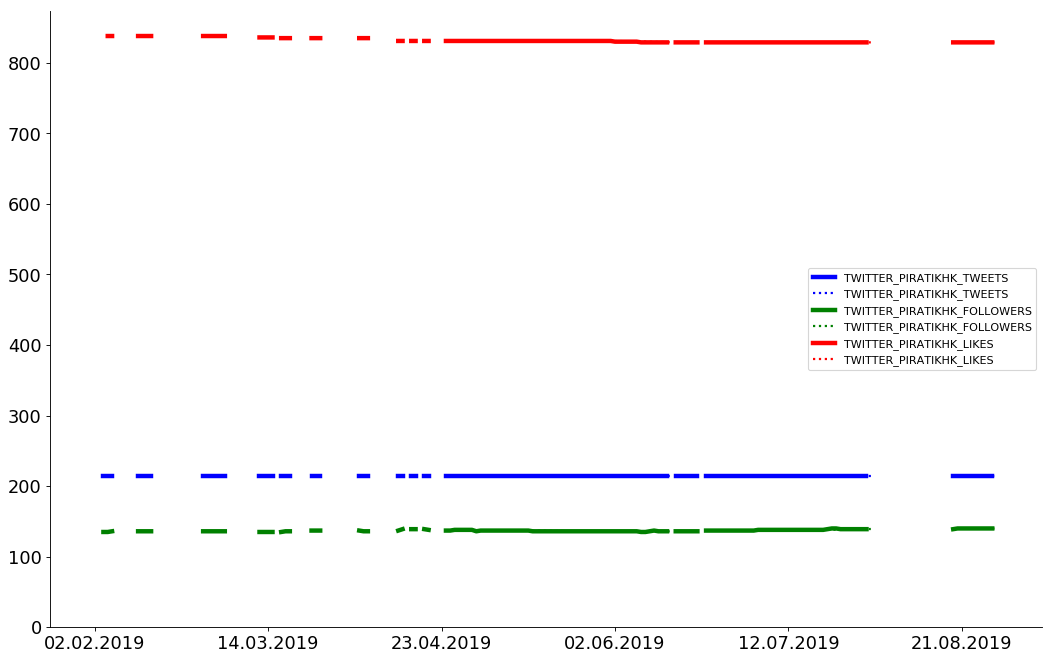 800
700
600
500
400
300
200
100
0
TWITTER_PIRATIKHK_TWEETS
TWITTER_PIRATIKHK_TWEETS
TWITTER_PIRATIKHK_FOLLOWERS
TWITTER_PIRATIKHK_FOLLOWERS
TWITTER_PIRATIKHK_LIKES
TWITTER_PIRATIKHK_LIKES
02.02.2019 14.03.2019 23.04.2019 02.06.2019 12.07.2019 21.08.2019